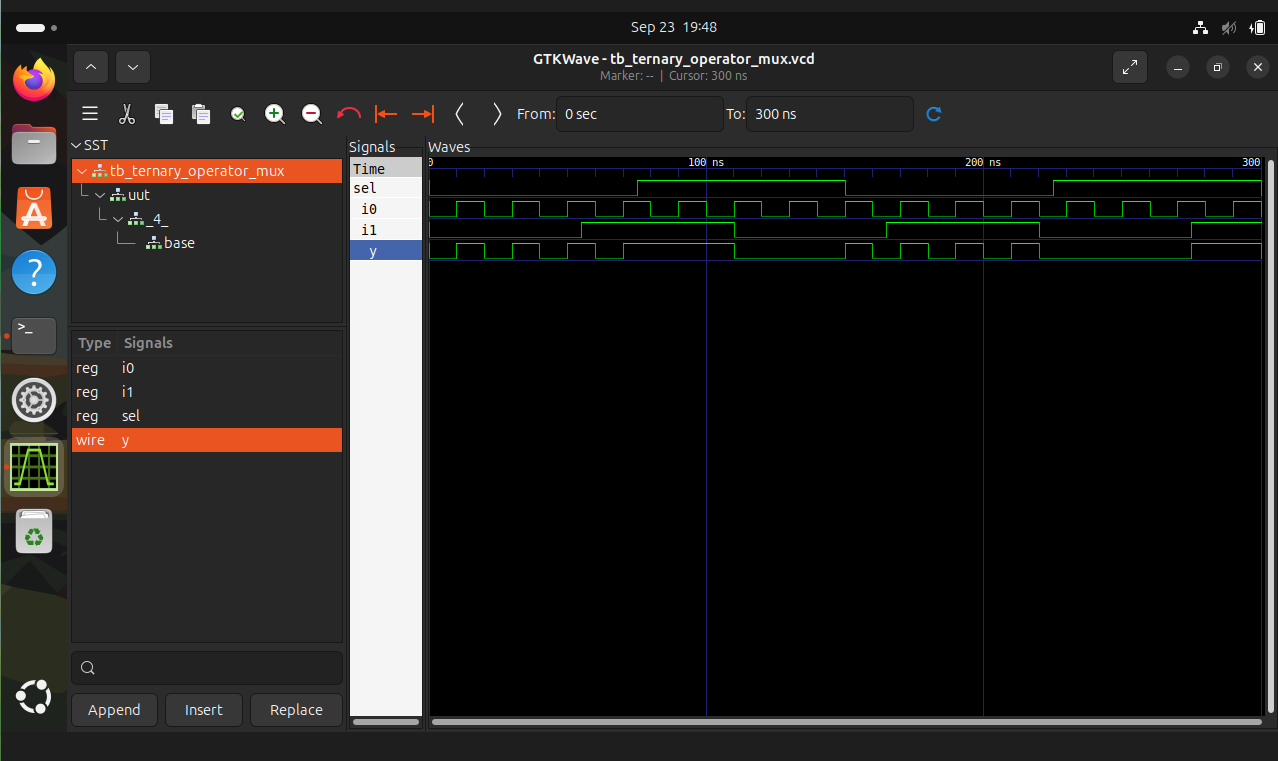 Sep 23 19:48
GTKWave - tb_ternary_operator_mux.vcd
Marker: -- | Cursor: 300 ns
From: 0 sec To: 300 ns
SST
tb_ternary_operator_mux
uut
_4_
base
Type Signals
reg i0
reg i1
reg sel
wire y
Append Insert Replace
Signals
Time
sel
i0
i1
y
Waves
0 100 ns 200 ns 300